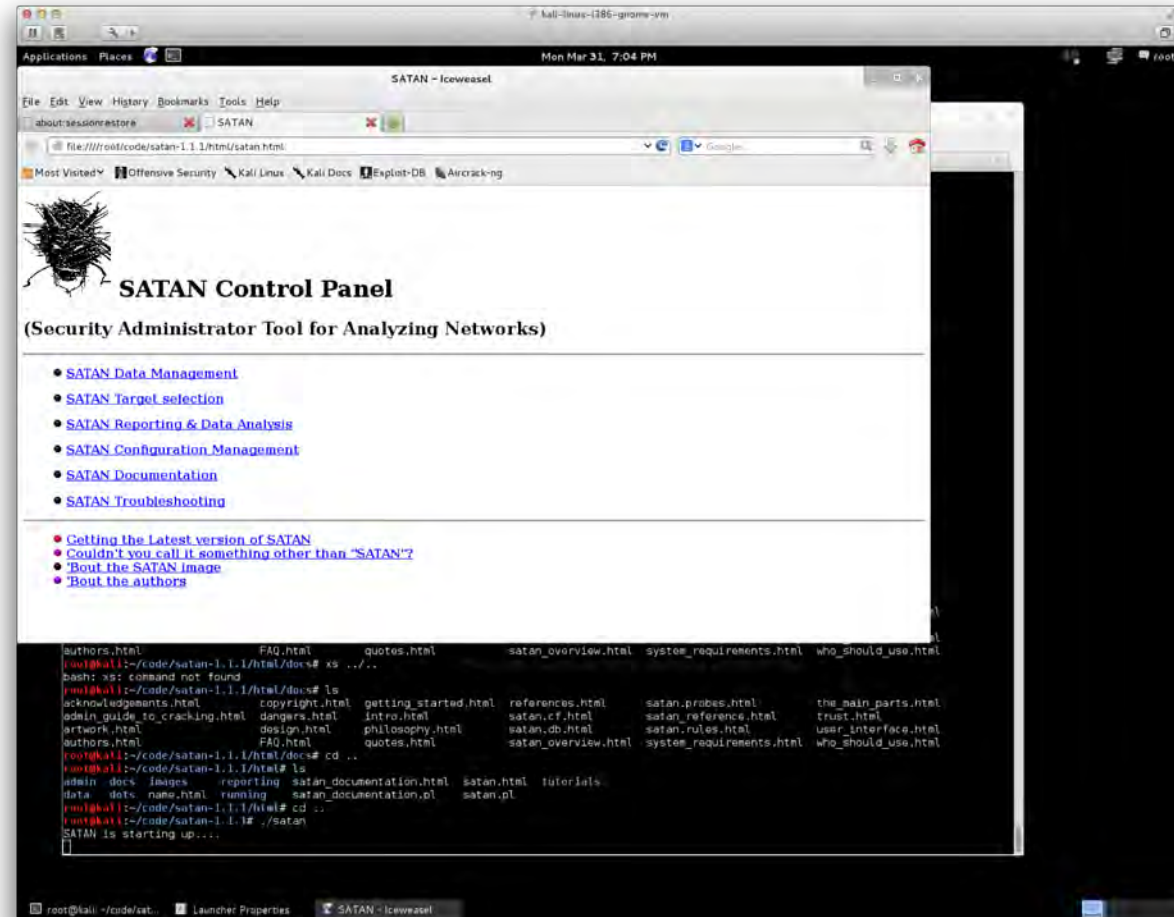 kali-linux-i386-gnome-vm
Applications Places Mon Mar 31, 7:04 PM root
SATAN - Iceweasel
File Edit View History Bookmarks Tools Help
about:sessionrestore SATAN
file:////root/code/satan-1.1.1/html/satan.html Google
Most Visited Offensive Security Kali Linux Kali Docs Exploit-DB Aircrack-ng
SATAN Control Panel
(Security Administrator Tool for Analyzing Networks)
SATAN Data Management
SATAN Target selection
SATAN Reporting & Data Analysis
SATAN Configuration Management
SATAN Documentation
SATAN Troubleshooting
Getting the Latest version of SATAN
Couldn't you call it something other than "SATAN"?
'Bout the SATAN image
'Bout the authors
authors.html FAQ.html quotes.html satan_overview.html system_requirements.html who_should_use.html
root@kali:~/code/satan-1.1.1/html/docs# xs ../..
bash: xs: command not found
root@kali:~/code/satan-1.1.1/html/docs# ls
acknowledgements.html copyright.html getting_started.html references.html satan.probes.html the_main_parts.html
admin_guide_to_cracking.html dangers.html intro.html satan.cf.html satan_reference.html trust.html
artwork.html design.html philosophy.html satan.db.html satan.rules.html user_interface.html
authors.html FAQ.html quotes.html satan_overview.html system_requirements.html who_should_use.html
root@kali:~/code/satan-1.1.1/html/docs# cd ..
root@kali:~/code/satan-1.1.1/html# ls
admin docs images reporting satan_documentation.html satan.html tutorials
data dots name.html running satan_documentation.pl satan.pl
root@kali:~/code/satan-1.1.1/html# cd ..
root@kali:~/code/satan-1.1.1# ./satan
SATAN is starting up....
root@kali: ~/code/sat... Launcher Properties SATAN - Iceweasel